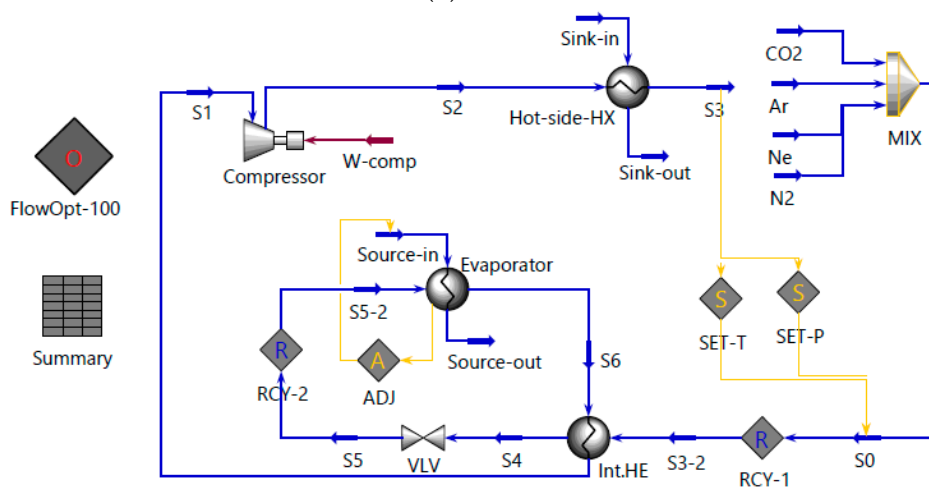 Sink-in
CO2
S1
S2
Hot-side-HX
S3
Ar
MIX
O
W-comp
Compressor
Sink-out
Ne
FlowOpt-100
N2
Source-in
Evaporator
S
S
S5-2
SET-T
SET-P
Summary
R
A
Source-out
S6
RCY-2
ADJ
R
S5
VLV
S4
Int.HE
S3-2
RCY-1
S0